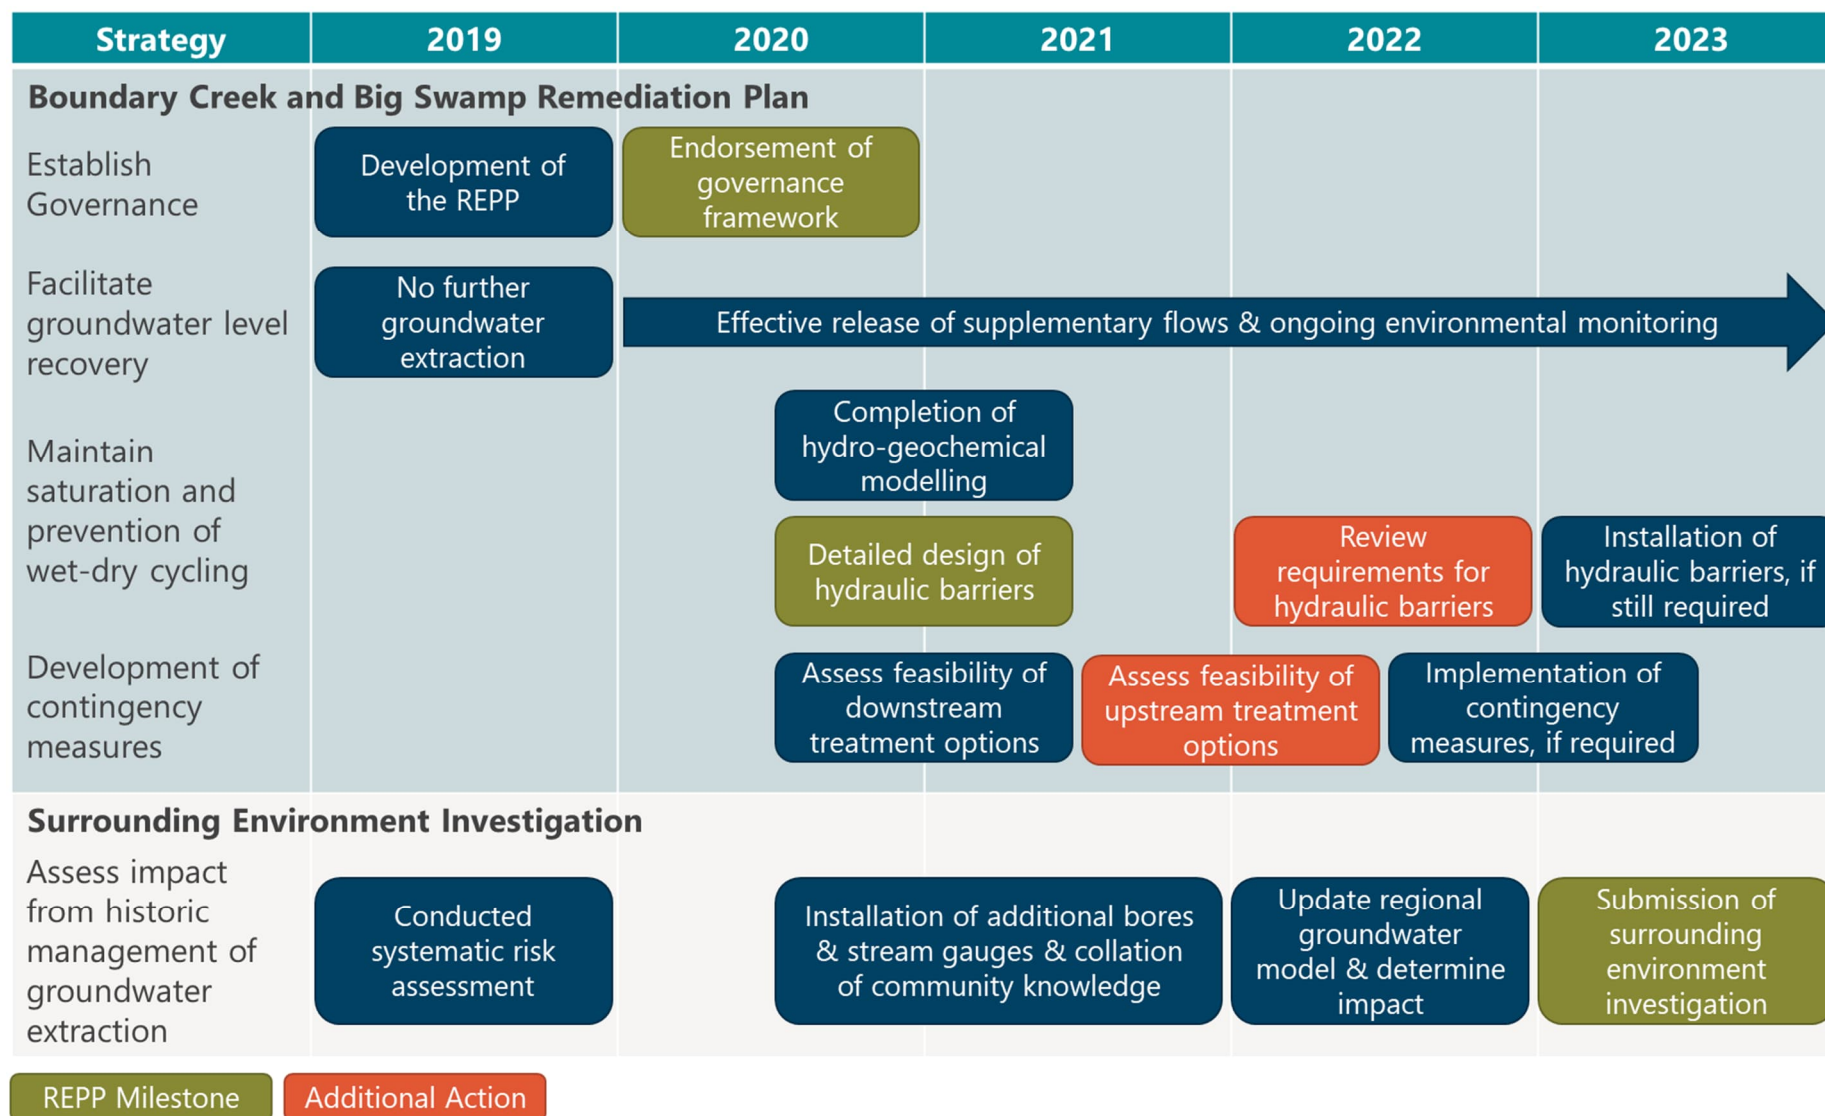 Strategy 2019 2020 2021 2022 2023
Boundary Creek and Big Swamp Remediation Plan
Establish
Governance
Development of
the REPP
Endorsement of
governance
framework
Facilitate
groundwater level
recovery
No further
groundwater
extraction
Effective release of supplementary flows & ongoing environmental monitoring
Maintain
saturation and
prevention of
wet-dry cycling
Completion of
hydro-geochemical
modelling
Detailed design of
hydraulic barriers
Review
requirements for
hydraulic barriers
Installation of
hydraulic barriers, if
still required
Development of
contingency
measures
Assess feasibility of
downstream
treatment options
Assess feasibility of
upstream treatment
options
Implementation of
contingency
measures, if required
Surrounding Environment Investigation
Assess impact
from historic
management of
groundwater
extraction
Conducted
systematic risk
assessment
Installation of additional bores
& stream gauges & collation
of community knowledge
Update regional
groundwater
model & determine
impact
Submission of
surrounding
environment
investigation
REPP Milestone
Additional Action